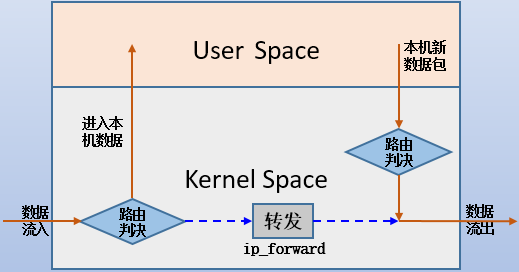 User Space
本机新
数据包
进入本
机数据
路由
判决
Kernel Space
数据
流入
路由
判决
转发
数据
流出
ip_forward